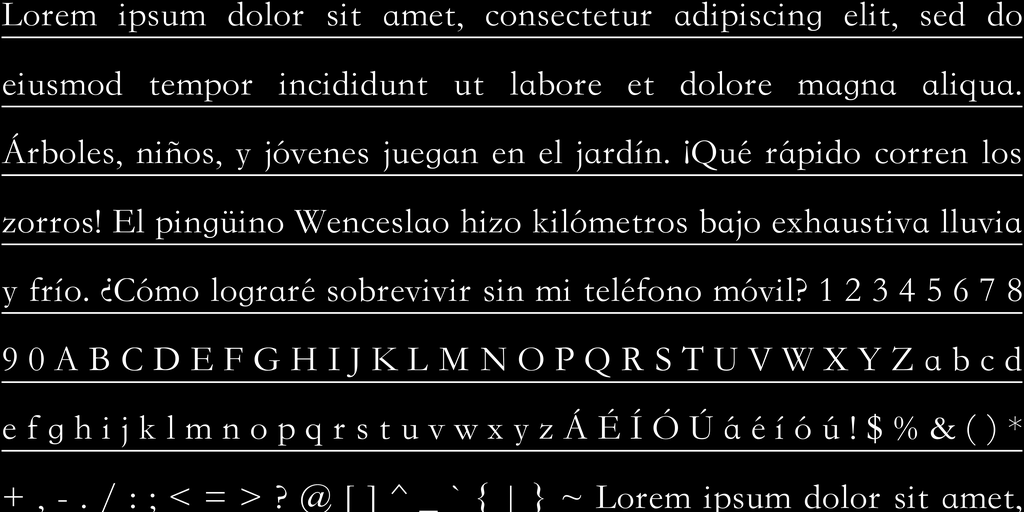 Lorem ipsum dolor sit amet, consectetur adipiscing elit, sed do
eiusmod tempor incididunt ut labore et dolore magna aliqua.
Árboles, niños, y jóvenes juegan en el jardín. ¡Qué rápido corren los
zorros! El pingüino Wenceslao hizo kilómetros bajo exhaustiva lluvia
y frío. ¿Cómo lograré sobrevivir sin mi teléfono móvil? 1 2 3 4 5 6 7 8
9 0 A B C D E F G H I J K L M N O P Q R S T U V W X Y Z a b c d
e f g h i j k l m n o p q r s t u v w x y z Á É Í Ó Ú á é í ó ú ! $ % & ( ) *
+ , - . / : ; < = > ? @ [ ] ^ _ ` { | } ~ Lorem ipsum dolor sit amet,